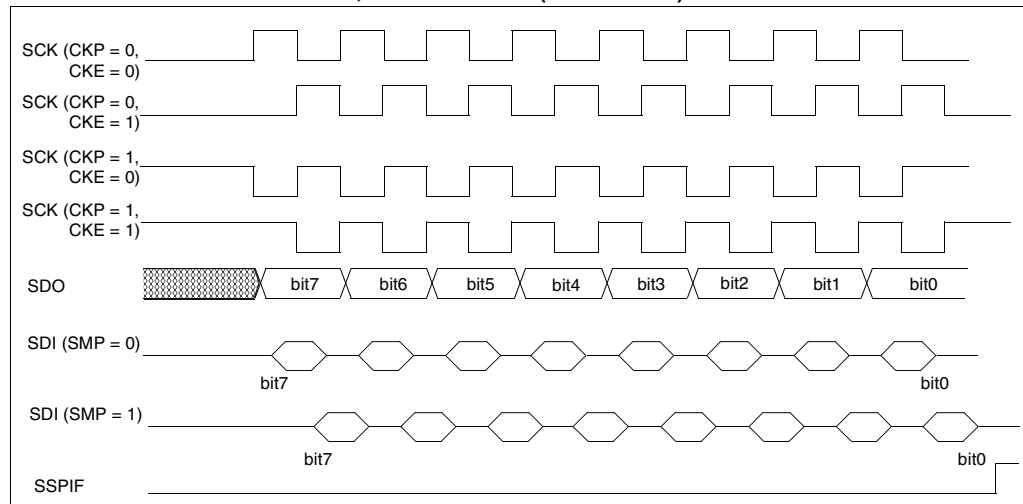 SCK (CKP = 0,
CKE = 0)
SCK (CKP = 0,
CKE = 1)
SCK (CKP = 1,
CKE = 0)
SCK (CKP = 1,
CKE = 1)
SDO bit7 bit6 bit5 bit4 bit3 bit2 bit1 bit0
SDI (SMP = 0)
bit7 bit0
SDI (SMP = 1)
bit7 bit0
SSPIF